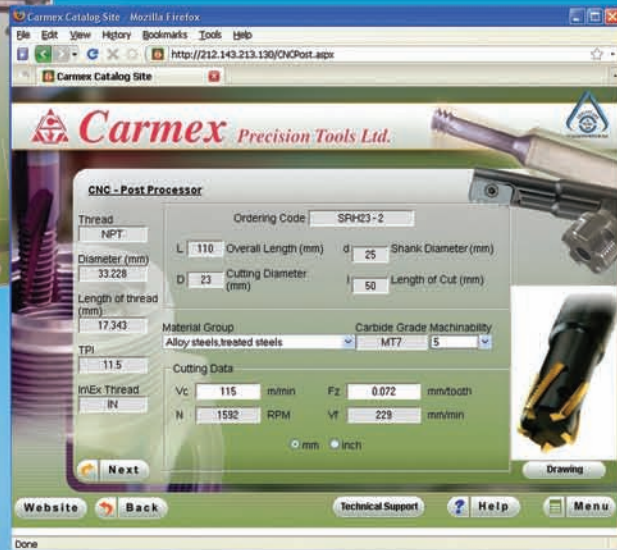 Carmex Catalog Site - Mozilla Firefox
File Edit View History Bookmarks Tools Help
http://212.143.213.130/CNCPost.aspx
Carmex Catalog Site
Carmex Precision Tools Ltd.
CNC - Post Processor
Thread
NPT
Diameter (mm)
33.228
Length of thread
(mm)
17.343
TPI
11.5
In\Ex Thread
IN
Ordering Code SRH23-2
L 110 Overall Length (mm) d 25 Shank Diameter (mm)
D 23 Cutting Diameter (mm) l 50 Length of Cut (mm)
Material Group Carbide Grade Machinability
Alloy steels,treated steels MT7 5
Cutting Data
Vc 115 m/min Fz 0.072 mm/tooth
N 1592 RPM Vf 229 mm/min
mm inch
Next
Drawing
Website Back Technical Support ? Help Menu
Done